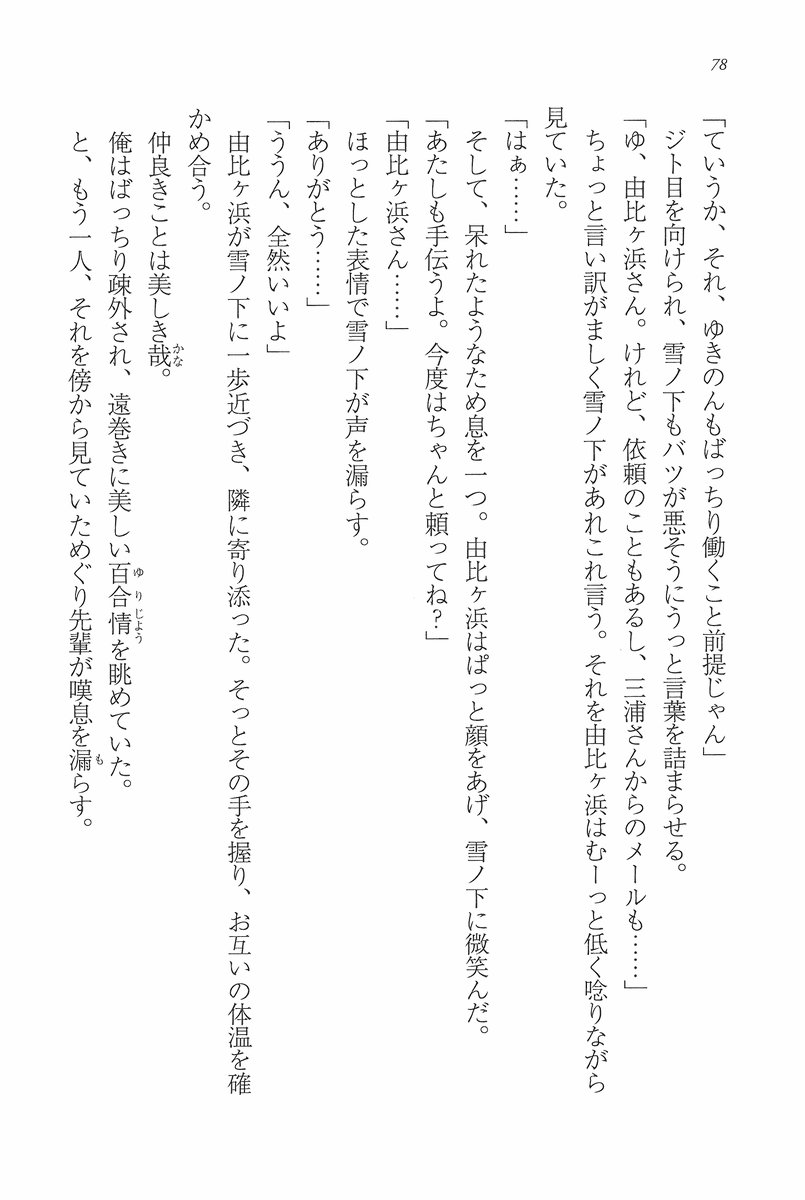 78
「ていうか、それ、ゆきのんもばっちり働くこと前提じゃん」
ジト目を向けられ、雪ノ下もバツが悪そうにうっと言葉を詰まらせる。
「ゆ、由比ヶ浜さん。けれど、依頼のこともあるし、三浦さんからのメールも……」
ちょっと言い訳がましく雪ノ下があれこれ言う。それを由比ヶ浜はむーっと低く唸りながら
見ていた。
「はぁ……」
そして、呆れたようなため息を一つ。由比ヶ浜はぱっと顔をあげ、雪ノ下に微笑んだ。
「あたしも手伝うよ。今度はちゃんと頼ってね？」
「由比ヶ浜さん……」
ほっとした表情で雪ノ下が声を漏らす。
「ありがとう……」
「ううん、全然いいよ」
由比ヶ浜が雪ノ下に一歩近づき、隣に寄り添った。そっとその手を握り、お互いの体温を確
かめ合う。
仲良きことは美しき哉。
かな
俺はばっちり疎外され、遠巻きに美しい百合情を眺めていた。
ゆりじよう
と、もう一人、それを傍から見ていためぐり先輩が嘆息を漏らす。
も